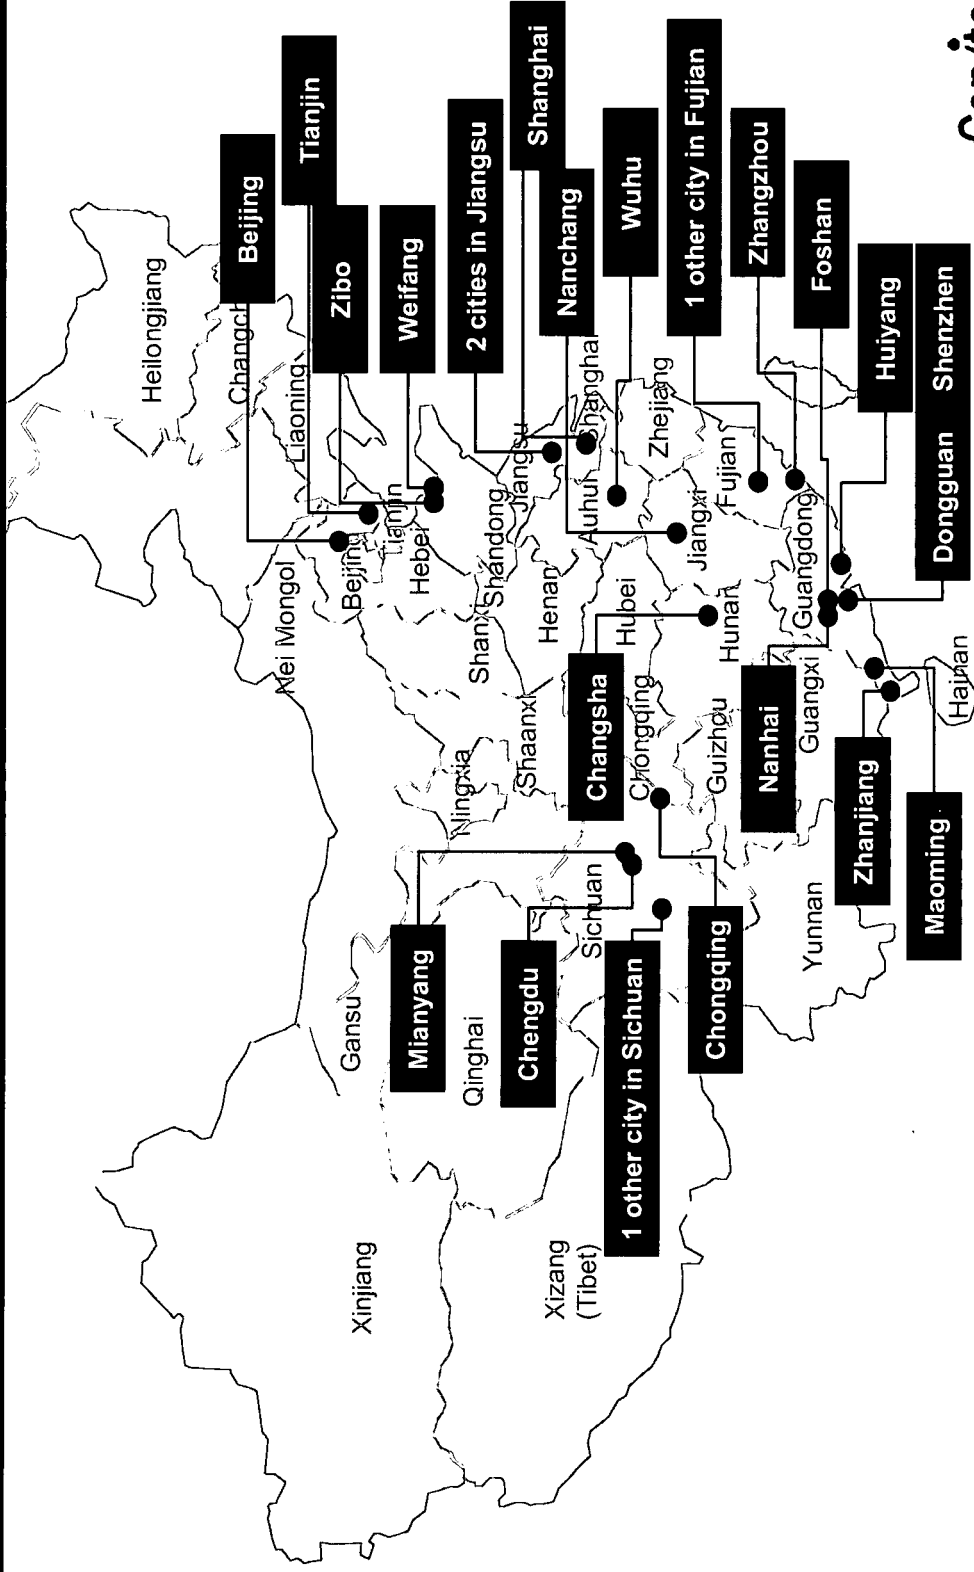 Heilongjiang
Changch
Beijing
Nei Mongol
Liaoning
Tianjin
Zibo
Gansu
Xinjiang
Beijing
Tianjin
Hebei
Weifang
Mianyang
Ningxia
Qinghai
2 cities in Jiangsu
Shanxi
Shandong
Jiangsu
Shanghai
Chengdu
Shaanxi
Henan
Nanchang
Xizang
(Tibet)
Sichuan
Auhui
Shanghai
Changsha
Hubei
Wuhu
1 other city in Sichuan
Chongqing
Zhejiang
Jiangxi
1 other city in Fujian
Chongqing
Guizhou
Hunan
Fujian
Zhangzhou
Nanhai
Guangdong
Yunnan
Guangxi
Foshan
Zhanjiang
Huiyang
Maoming
Dongguan Shenzhen
Hainan